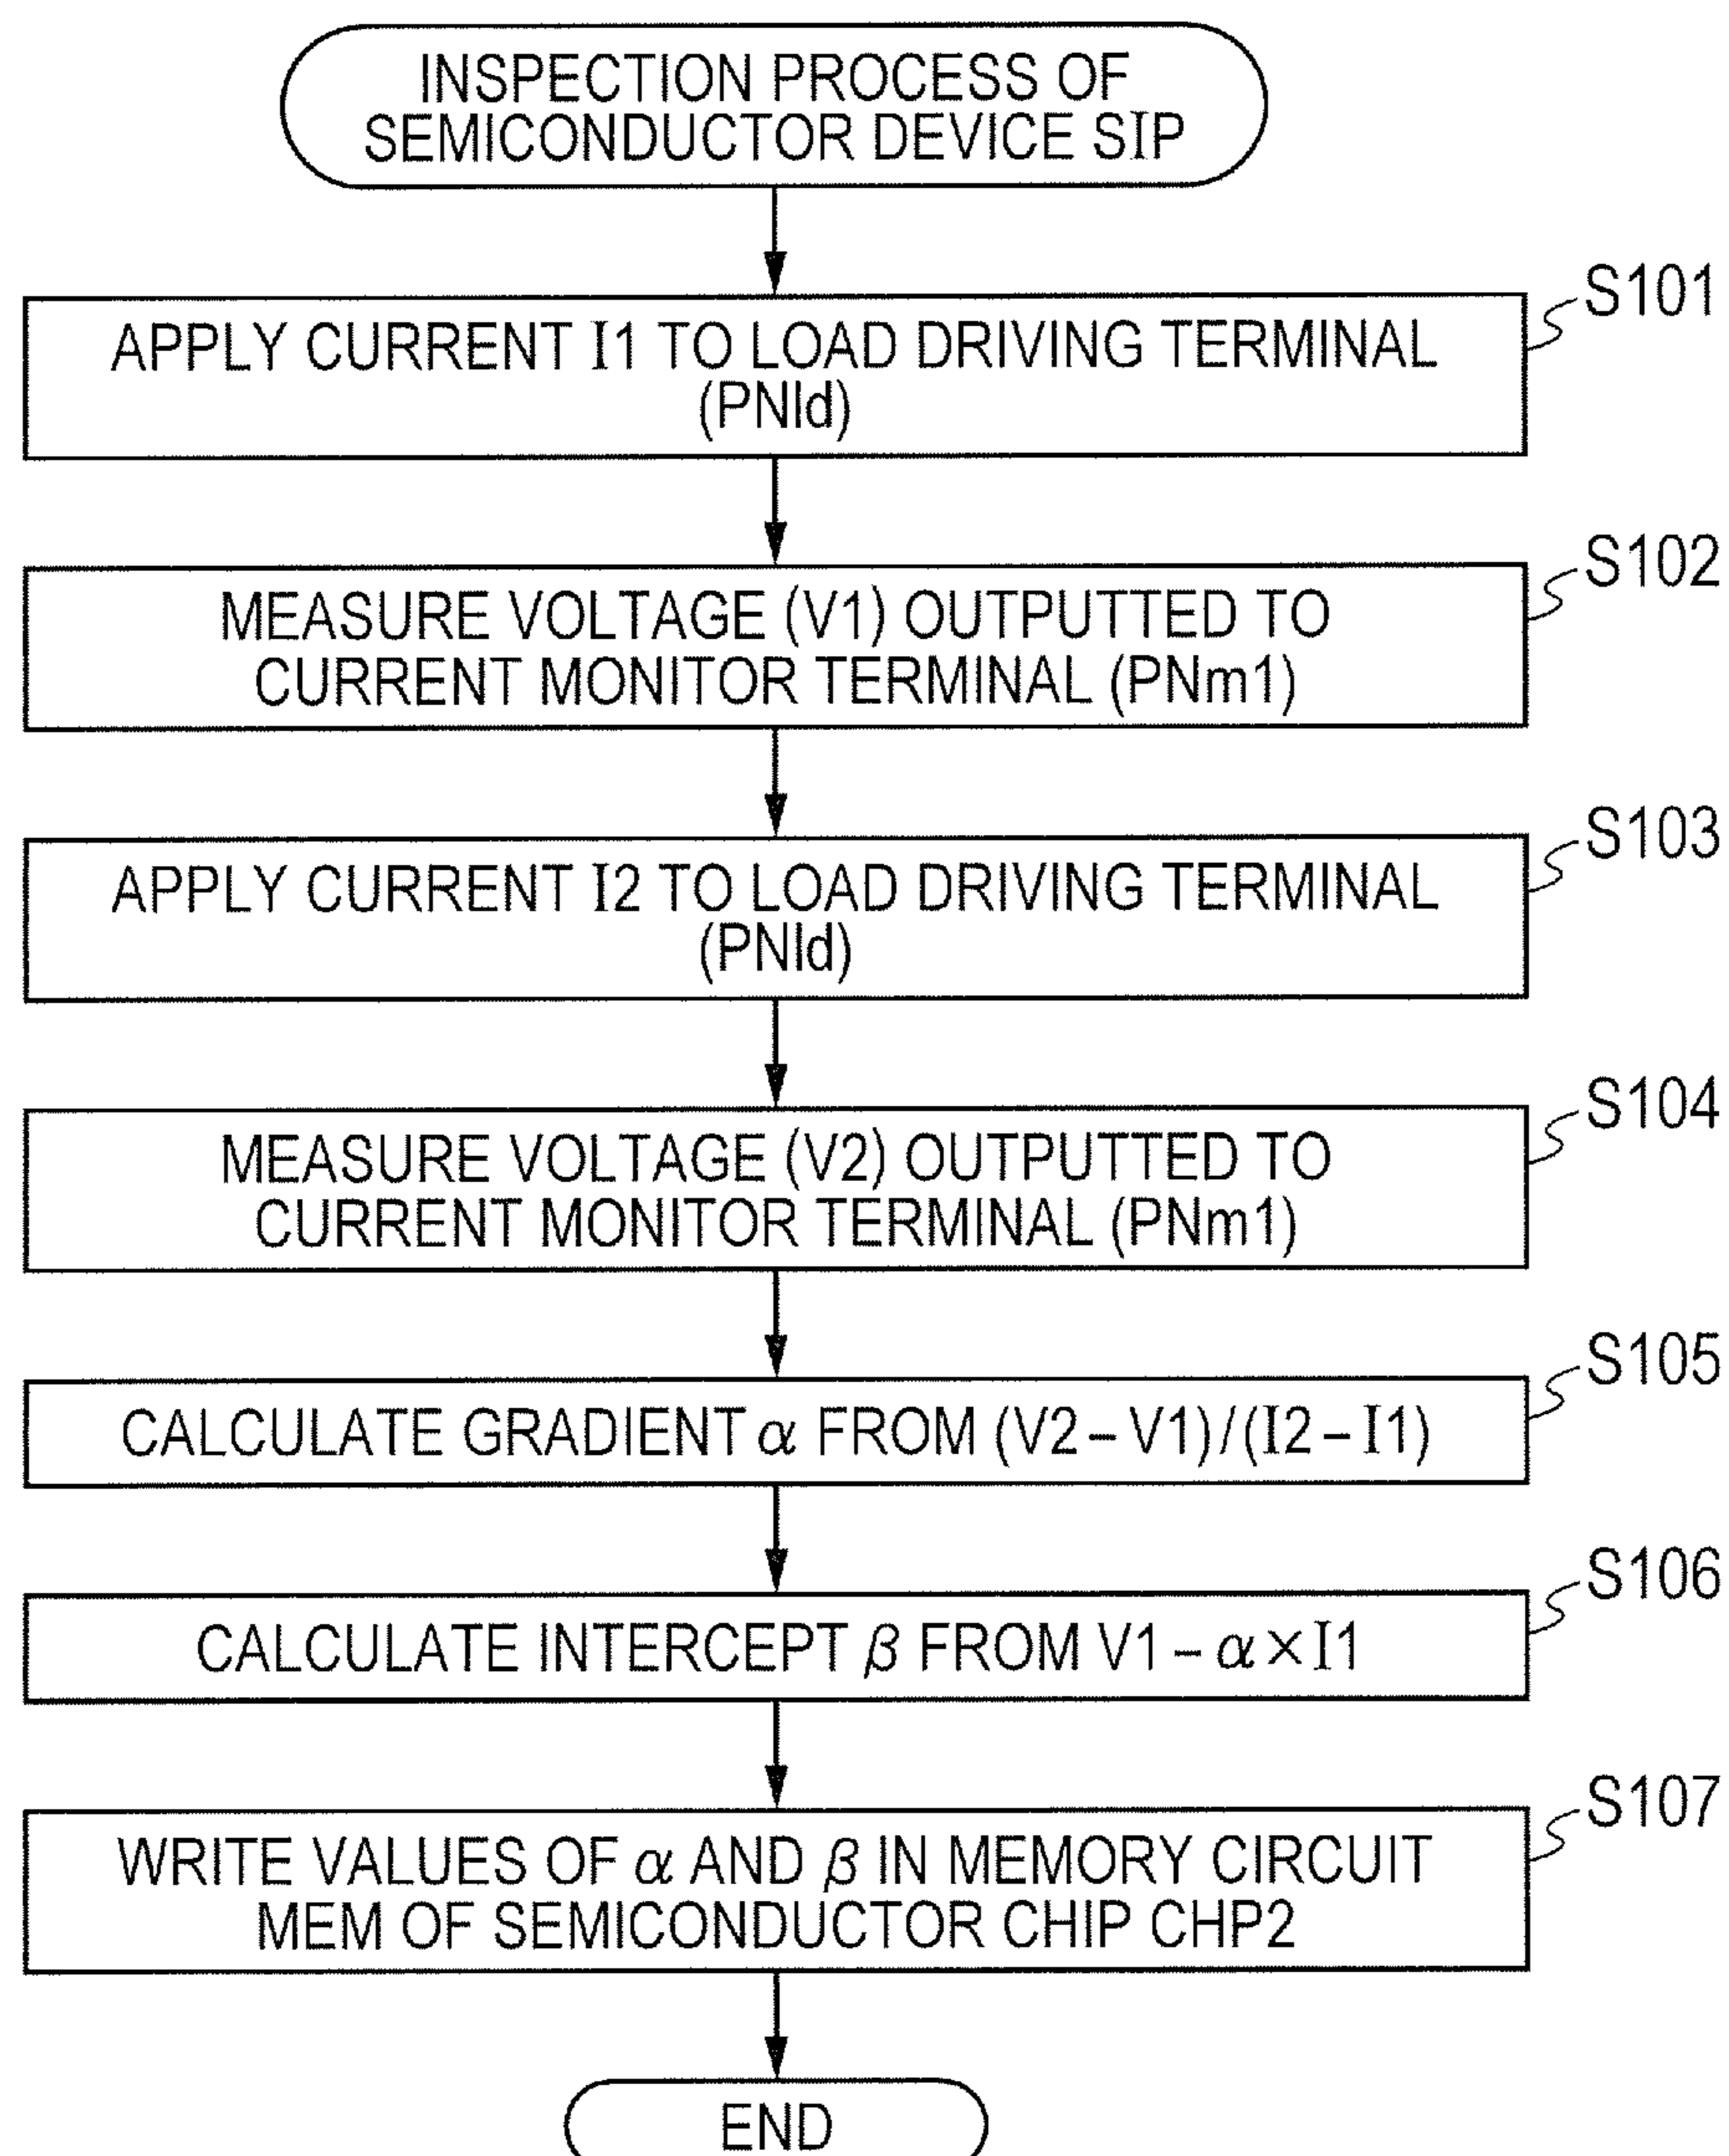 INSPECTION PROCESS OF
SEMICONDUCTOR DEVICE SIP
S101
APPLY CURRENT I1 TO LOAD DRIVING TERMINAL
(PNld)
S102
MEASURE VOLTAGE (V1) OUTPUTTED TO
CURRENT MONITOR TERMINAL (PNm1)
S103
APPLY CURRENT I2 TO LOAD DRIVING TERMINAL
(PNld)
S104
MEASURE VOLTAGE (V2) OUTPUTTED TO
CURRENT MONITOR TERMINAL (PNm1)
S105
CALCULATE GRADIENT α FROM (V2 – V1) / (I2 – I1)
S106
CALCULATE INTERCEPT β FROM V1 – α × I1
S107
WRITE VALUES OF α AND β IN MEMORY CIRCUIT
MEM OF SEMICONDUCTOR CHIP CHP2
END